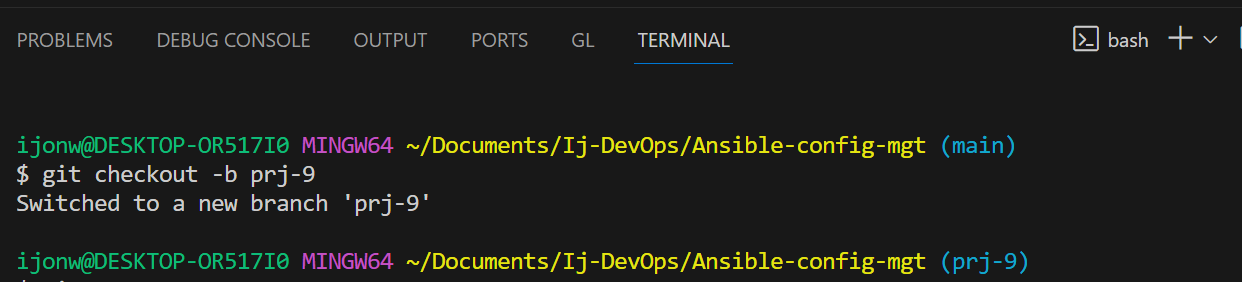 PROBLEMS DEBUG CONSOLE OUTPUT PORTS GL TERMINAL bash
ijonw@DESKTOP-OR517I0 MINGW64 ~/Documents/Ij-DevOps/Ansible-config-mgt (main)
$ git checkout -b prj-9
Switched to a new branch 'prj-9'
ijonw@DESKTOP-OR517I0 MINGW64 ~/Documents/Ij-DevOps/Ansible-config-mgt (prj-9)